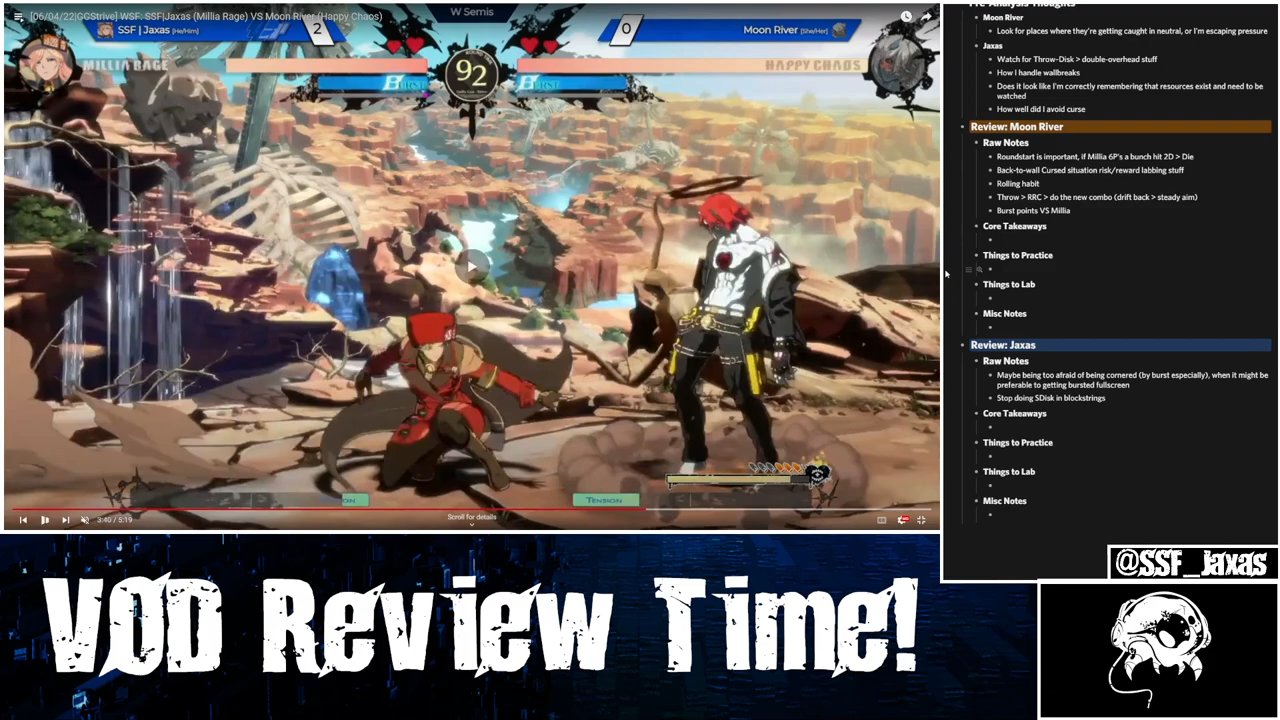 [06/04/22|GGStrive] WSF: SSF|Jaxas (Millia Rage) VS Moon River (Happy Chaos)
W Semis
SSF | Jaxas [He/Him]
2
0
Moon River [She/Her]
MILLIA RAGE
92
HAPPY CHAOS
BURST
BURST
TENSION
3:40 / 5:19
Scroll for details
Pre-Analysis Thoughts
Moon River
Look for places where they're getting caught in neutral, or I'm escaping pressure
Jaxas
Watch for Throw-Disk > double-overhead stuff
How I handle wallbreaks
Does it look like I'm correctly remembering that resources exist and need to be
watched
How well did I avoid curse
Review: Moon River
Raw Notes
Roundstart is important, if Millia 6P's a bunch hit 2D > Die
Back-to-wall Cursed situation risk/reward labbing stuff
Rolling habit
Throw > RRC > do the new combo (drift back > steady aim)
Burst points VS Millia
Core Takeaways
Things to Practice
Things to Lab
Misc Notes
Review: Jaxas
Raw Notes
Maybe being too afraid of being cornered (by burst especially), when it might be
preferable to getting bursted fullscreen
Stop doing SDisk in blockstrings
Core Takeaways
Things to Practice
Things to Lab
Misc Notes
@SSF_Jaxas
VOD Review Time!